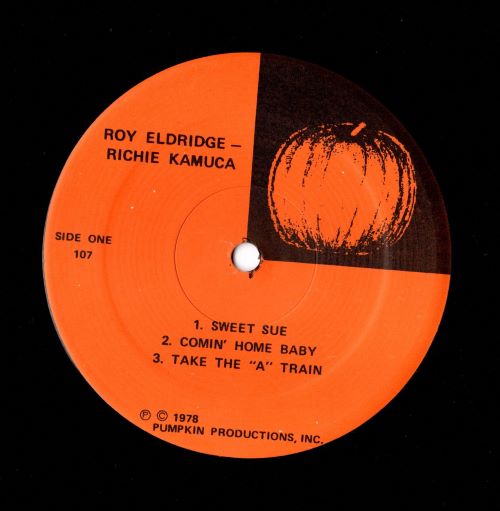 ROY ELDRIDGE —
RICHIE KAMUCA
SIDE ONE
107
1. SWEET SUE
2. COMIN' HOME BABY
3. TAKE THE "A" TRAIN
Ⓟ © 1978
PUMPKIN PRODUCTIONS, INC.